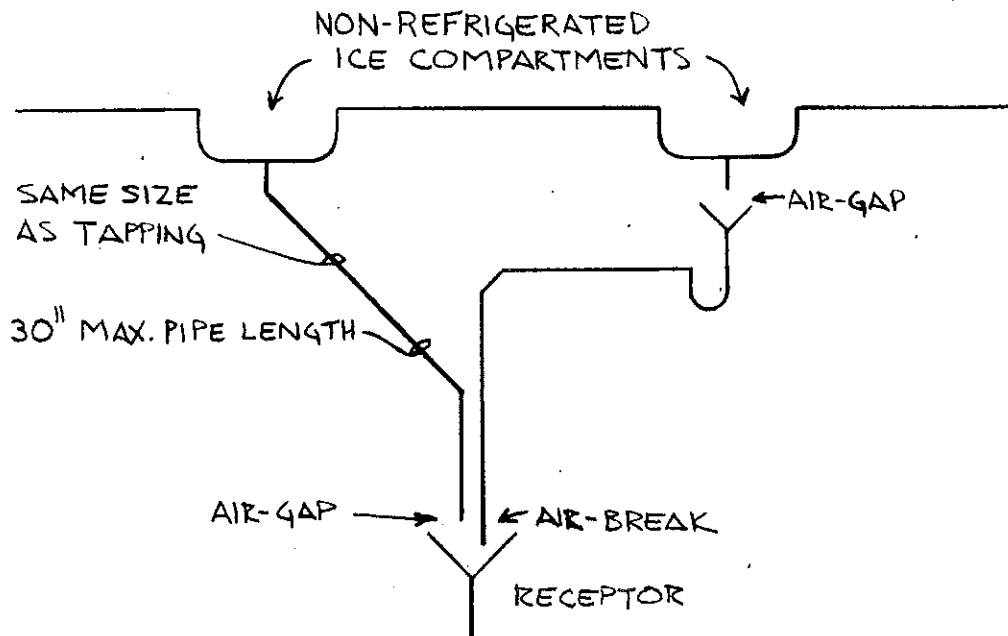 NON-REFRIGERATED
ICE COMPARTMENTS
SAME SIZE
AS TAPPING
AIR-GAP
30" MAX. PIPE LENGTH
AIR-GAP
AIR-BREAK
RECEPTOR